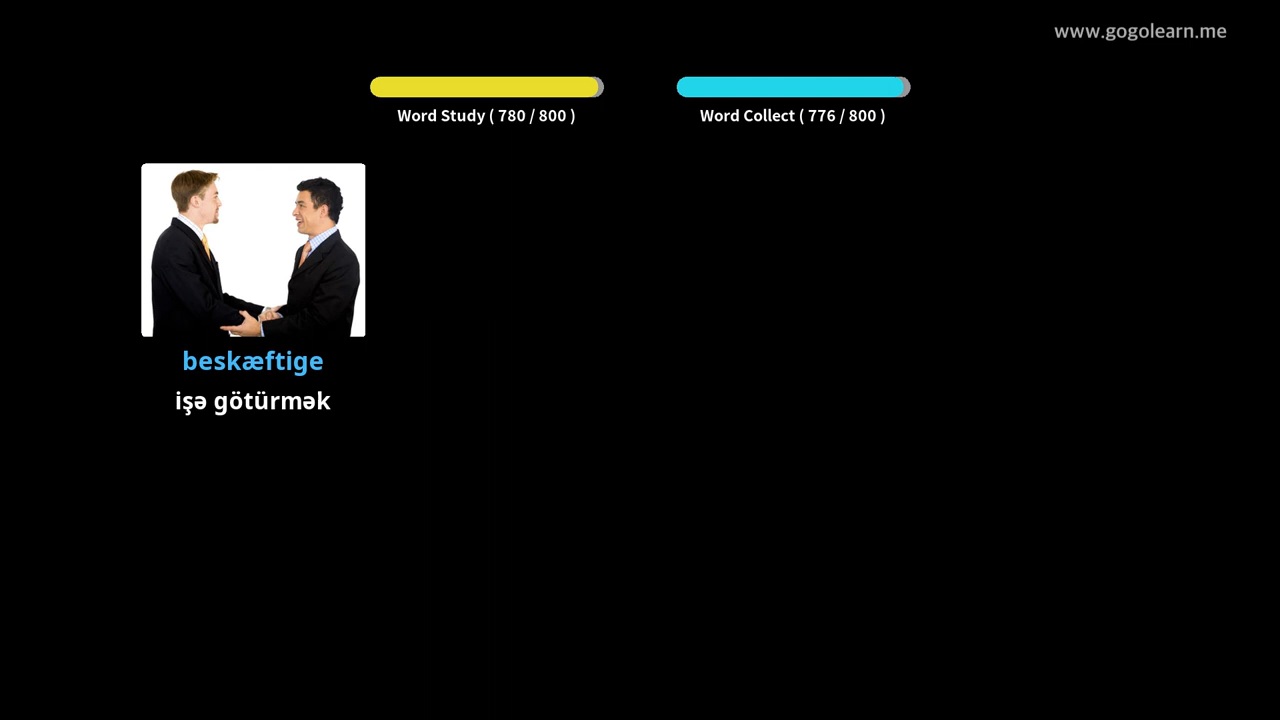 www.gogolearn.me
Word Study ( 780 / 800 )
Word Collect ( 776 / 800 )
beskæftige
işə götürmək